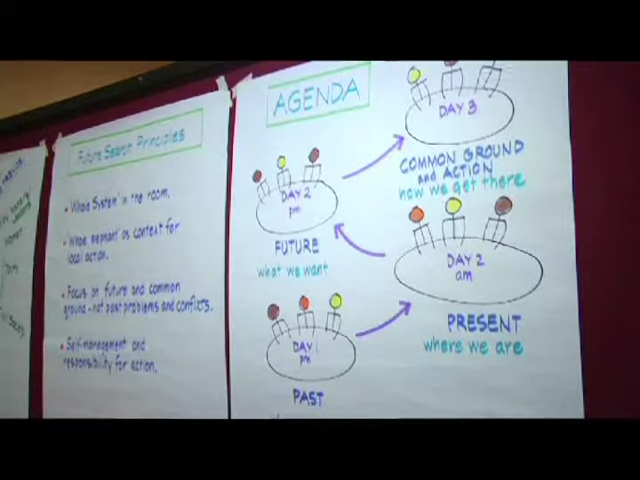 Future Search Principles
• "Whole System" in the room.
• Whole elephant as context for
local action.
• Focus on future and common
ground - not past problems and conflicts.
• Self-management and
responsibility for action.
AGENDA
DAY 3
COMMON GROUND
and ACTION
how we get there
DAY 2
pm
FUTURE
what we want
DAY 2
am
PRESENT
where we are
DAY 1
pm
PAST